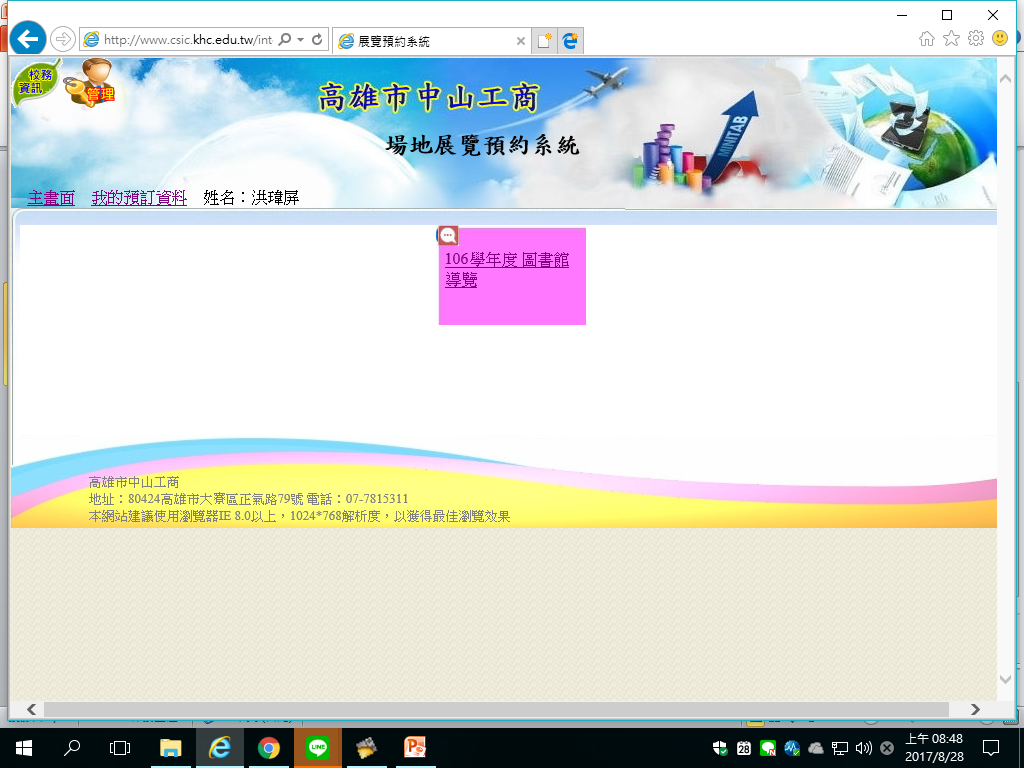 http://www.csic.khc.edu.tw/int
展覽預約系統
校務
資訊
管理
高雄市中山工商
場地展覽預約系統
MINITAB
主畫面 我的預訂資料 姓名：洪瑋屏
106學年度 圖書館
導覽
高雄市中山工商
地址：80424高雄市大寮區正氣路79號 電話：07-7815311
本網站建議使用瀏覽器IE 8.0以上，1024*768解析度，以獲得最佳瀏覽效果
LINE
28
上午 08:48
2017/8/28